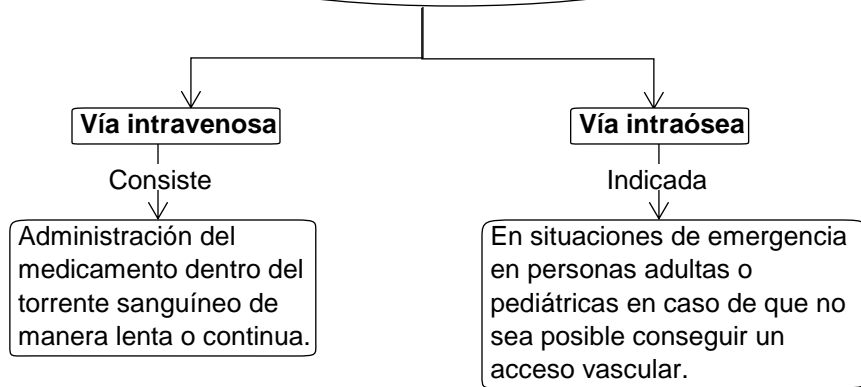 Vía intravenosa
Consiste
Administración del
medicamento dentro del
torrente sanguíneo de
manera lenta o continua.
Vía intraósea
Indicada
En situaciones de emergencia
en personas adultas o
pediátricas en caso de que no
sea posible conseguir un
acceso vascular.